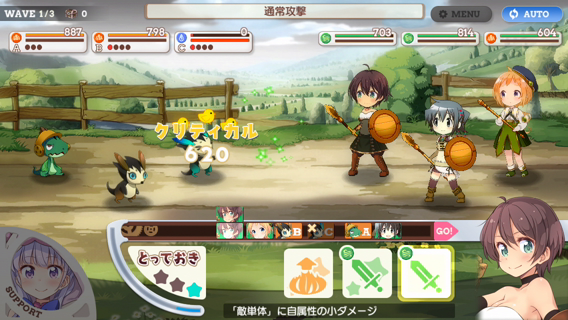 WAVE 1/3
0
通常攻撃
MENU
AUTO
887
798
0
703
814
604
A
B
C
クリティカル
620
B
C
A
GO!
とっておき
SUPPORT
「敵単体」に自属性の小ダメージ